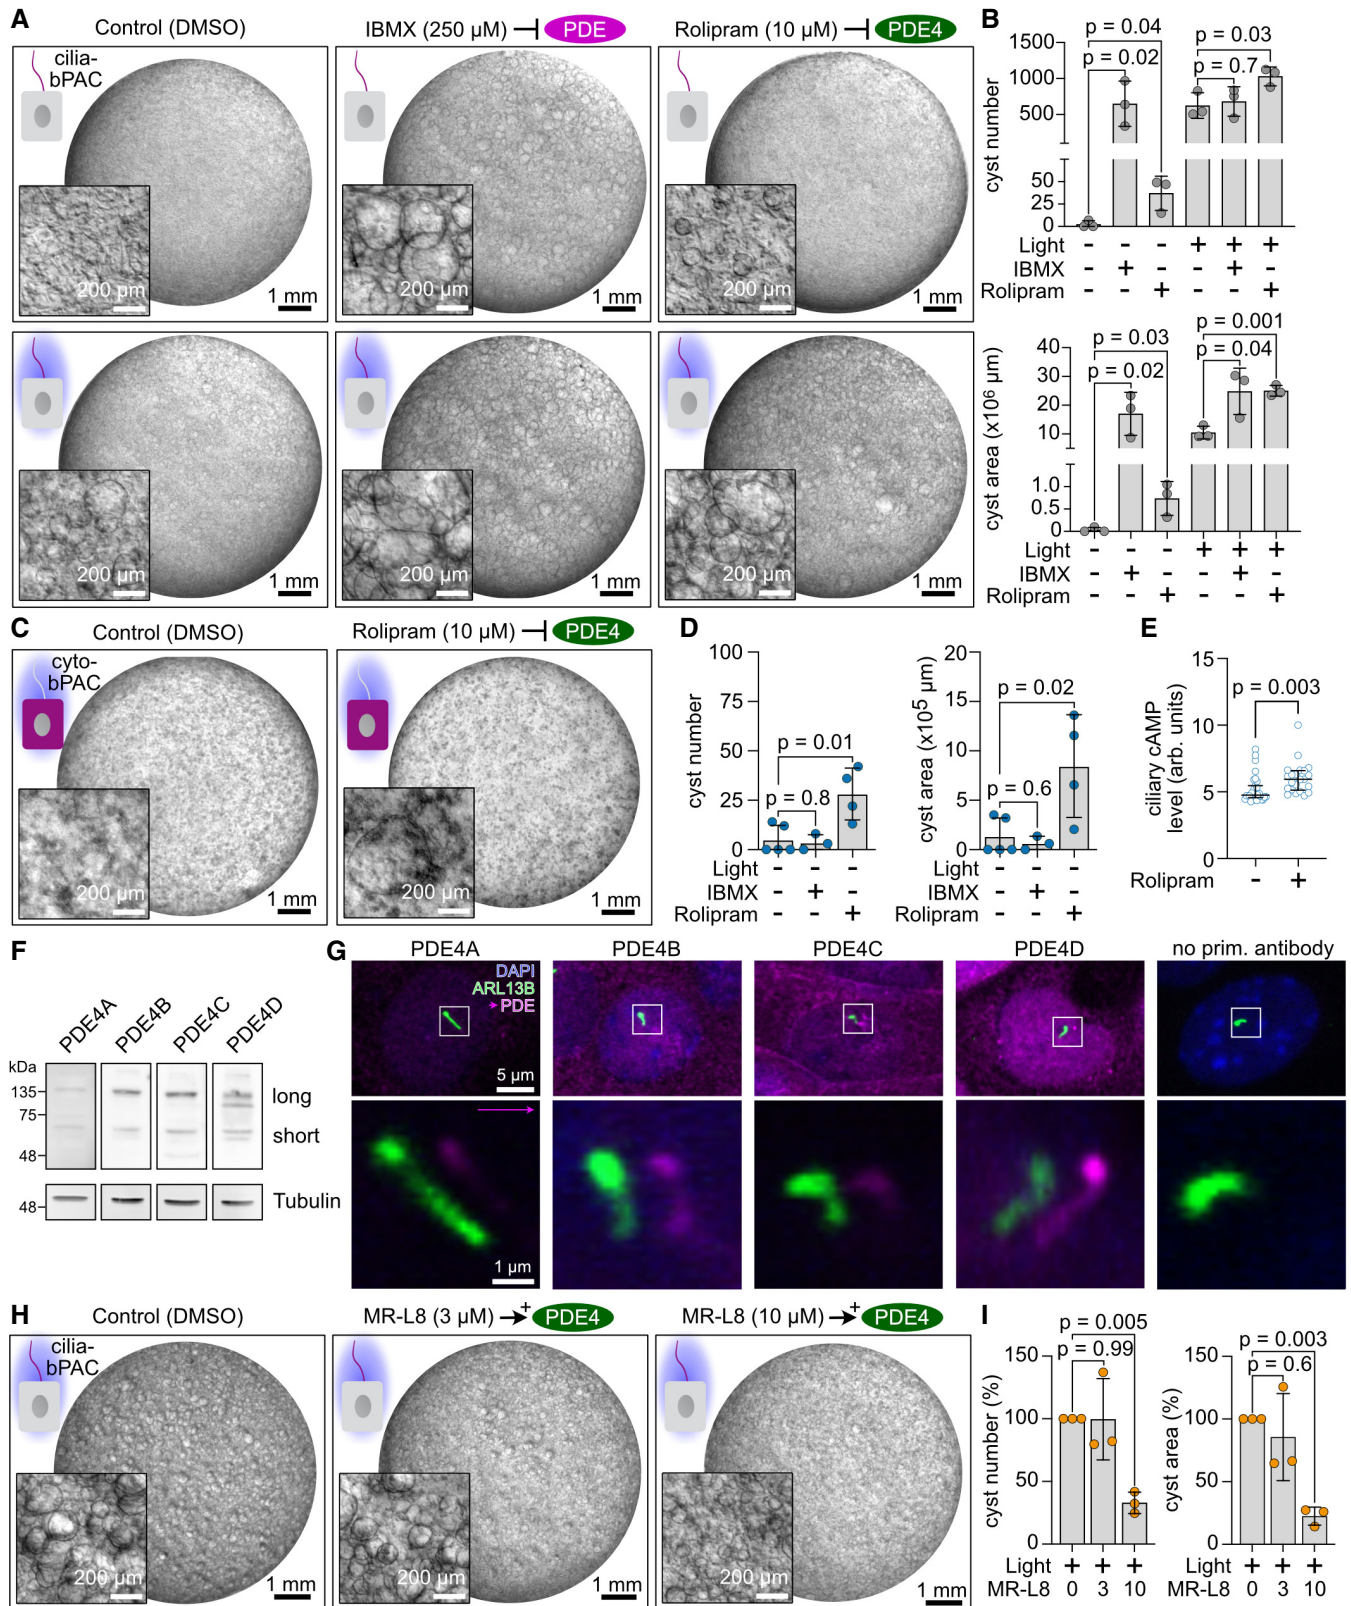 A
Control (DMSO)
IBMX (250 µM)
PDE
Rolipram (10 µM)
PDE4
cilia-
bPAC
200 µm
1 mm
200 µm
1 mm
200 µm
1 mm
200 µm
1 mm
200 µm
1 mm
200 µm
1 mm
B
p = 0.04
p = 0.02
p = 0.03
p = 0.7
cyst number
1500
1000
500
50
25
0
Light - - - + + +
IBMX - + - - + -
Rolipram - - + - - +
p = 0.001
p = 0.03
p = 0.04
p = 0.02
cyst area (x10⁶ µm)
40
30
20
10
1.0
0.5
0
Light - - - + + +
IBMX - + - - + -
Rolipram - - + - - +
C
Control (DMSO)
Rolipram (10 µM)
PDE4
cyto-
bPAC
200 µm
1 mm
200 µm
1 mm
D
cyst number
100
75
50
25
0
p = 0.01
p = 0.8
Light - - -
IBMX - + -
Rolipram - - +
cyst area (x10⁵ µm)
20
15
10
5
0
p = 0.02
p = 0.6
Light - - -
IBMX - + -
Rolipram - - +
E
ciliary cAMP
level (arb. units)
15
10
5
0
p = 0.003
Rolipram - +
F
PDE4A
PDE4B
PDE4C
PDE4D
kDa
135
75
48
long
short
48
Tubulin
G
PDE4A
PDE4B
PDE4C
PDE4D
no prim. antibody
DAPI
ARL13B
PDE
5 µm
1 µm
H
Control (DMSO)
MR-L8 (3 µM)
+
PDE4
MR-L8 (10 µM)
+
PDE4
cilia-
bPAC
200 µm
1 mm
200 µm
1 mm
200 µm
1 mm
I
p = 0.005
p = 0.99
cyst number (%)
150
100
50
0
Light + + +
MR-L8 0 3 10
p = 0.003
p = 0.6
cyst area (%)
150
100
50
0
Light + + +
MR-L8 0 3 10